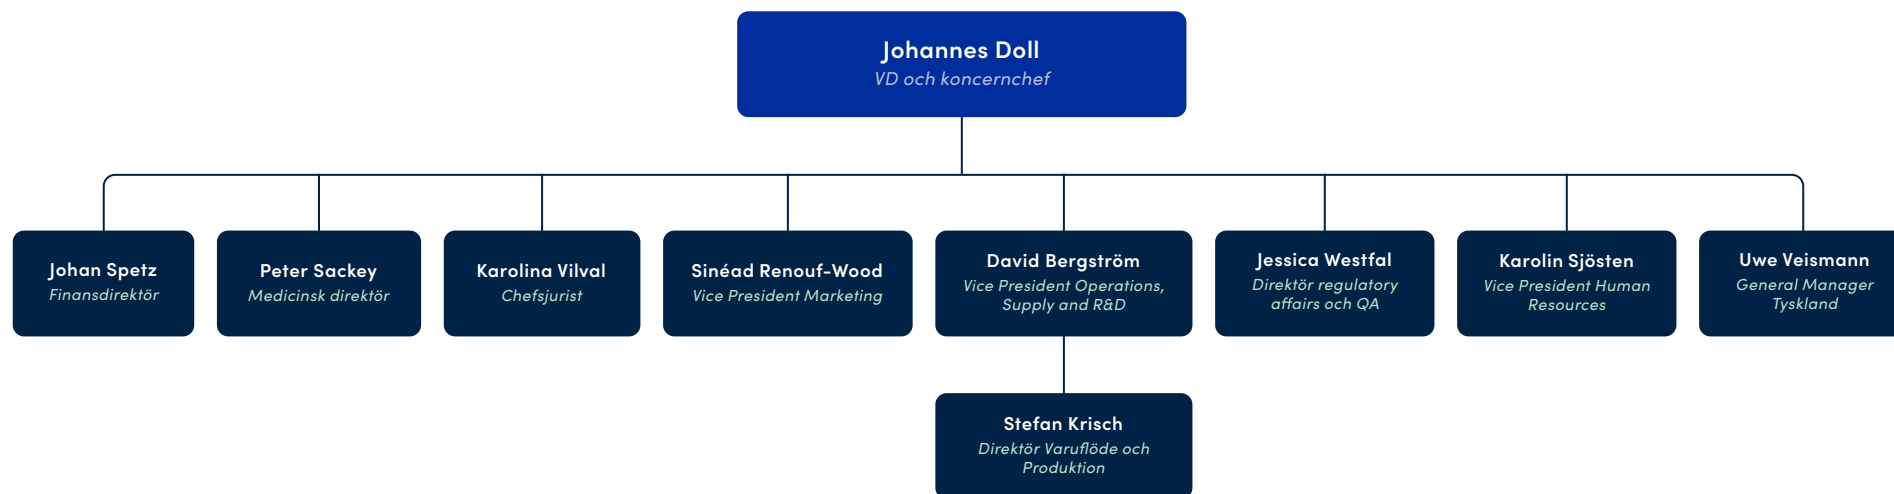 Johannes Doll
VD och koncernchef
Johan Spetz
Finansdirektör
Peter Sackey
Medicinsk direktör
Karolina Vilval
Chefsjurist
Sinéad Renouf-Wood
Vice President Marketing
David Bergström
Vice President Operations,
Supply and R&D
Jessica Westfal
Direktör regulatory
affairs och QA
Karolin Sjösten
Vice President Human
Resources
Uwe Veismann
General Manager
Tyskland
Stefan Krisch
Direktör Varuflöde och
Produktion